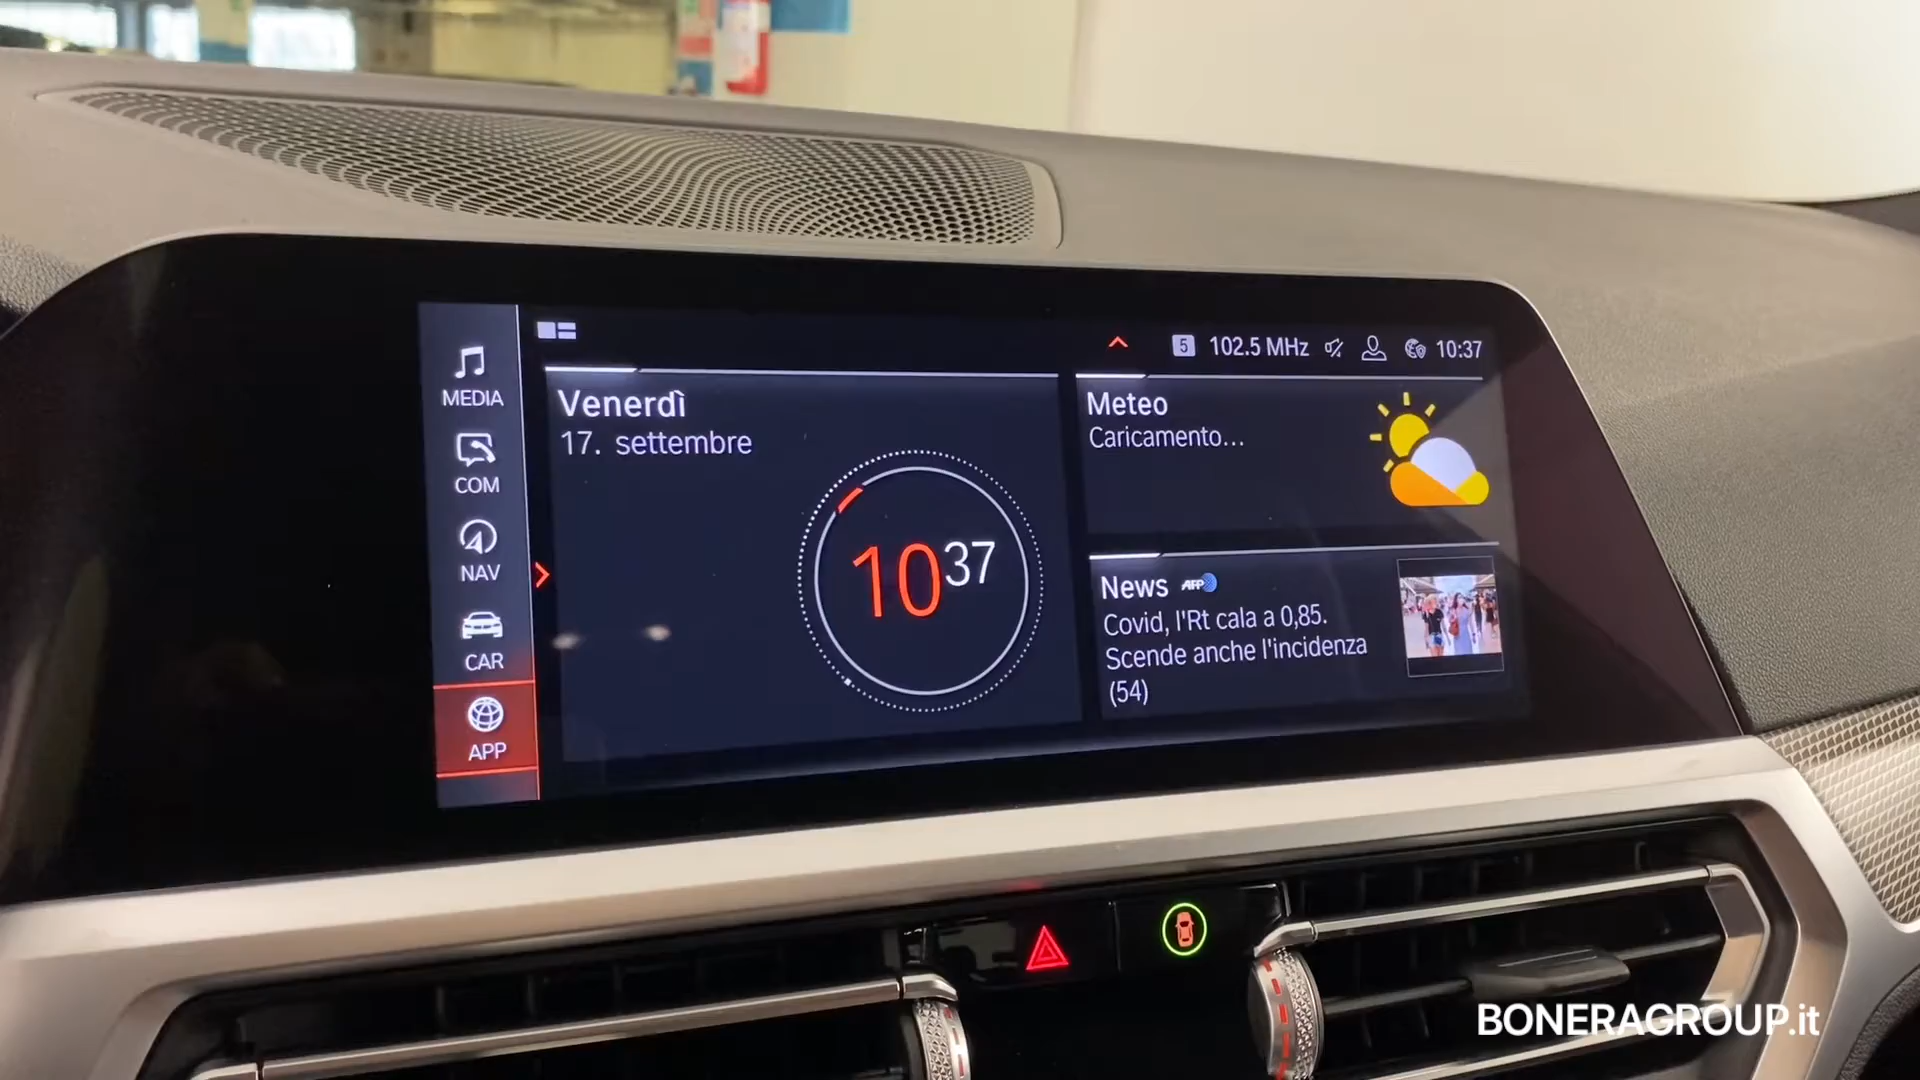 MEDIA
COM
NAV
CAR
APP
5 102.5 MHz 10:37
Venerdì
17. settembre
10 37
Meteo
Caricamento...
News AFP
Covid, l'Rt cala a 0,85.
Scende anche l'incidenza
(54)
BONERAGROUP.it